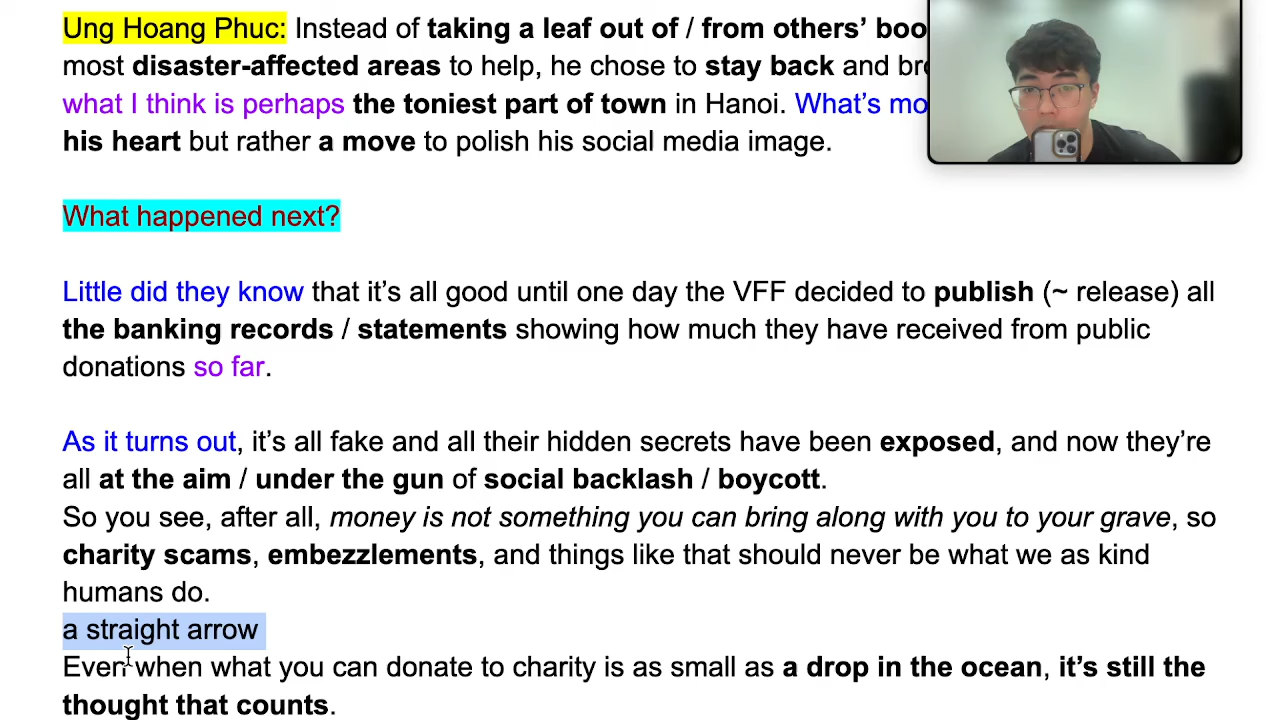 Ung Hoang Phuc: Instead of taking a leaf out of / from others’
most disaster-affected areas to help, he chose to stay back and
what I think is perhaps the toniest part of town in Hanoi. What’s
his heart but rather a move to polish his social media image.
What happened next?
Little did they know that it’s all good until one day the VFF decided to publish (~ release) all
the banking records / statements showing how much they have received from public
donations so far.
As it turns out, it’s all fake and all their hidden secrets have been exposed, and now they’re
all at the aim / under the gun of social backlash / boycott.
So you see, after all, money is not something you can bring along with you to your grave, so
charity scams, embezzlements, and things like that should never be what we as kind
humans do.
a straight arrow
Even when what you can donate to charity is as small as a drop in the ocean, it’s still the
thought that counts.